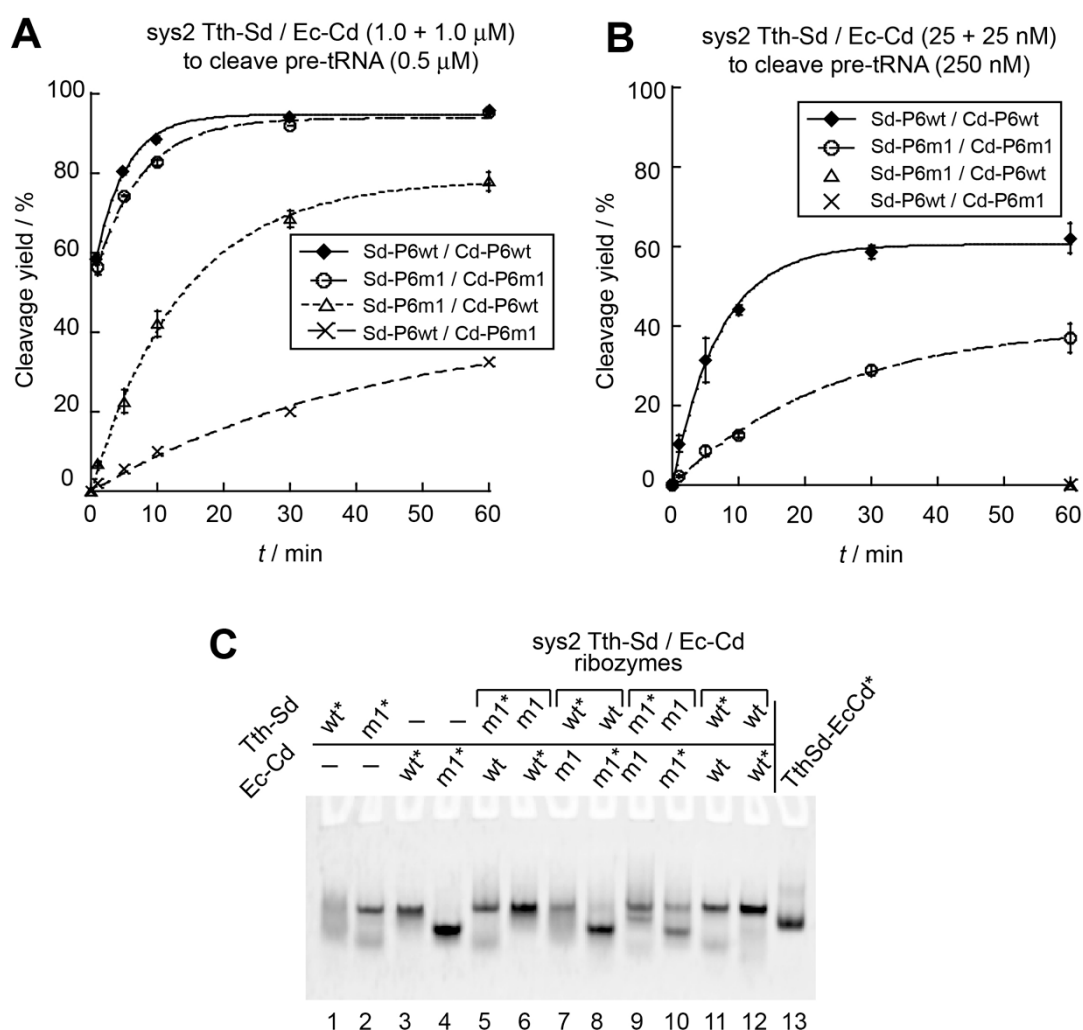 A
sys2 Tth-Sd / Ec-Cd (1.0 + 1.0 μM)
to cleave pre-tRNA (0.5 μM)
100
80
60
40
20
0
Cleavage yield / %
Sd-P6wt / Cd-P6wt
Sd-P6m1 / Cd-P6m1
Sd-P6m1 / Cd-P6wt
Sd-P6wt / Cd-P6m1
0 10 20 30 40 50 60
t / min
B
sys2 Tth-Sd / Ec-Cd (25 + 25 nM)
to cleave pre-tRNA (250 nM)
100
80
60
40
20
0
Cleavage yield / %
Sd-P6wt / Cd-P6wt
Sd-P6m1 / Cd-P6m1
Sd-P6m1 / Cd-P6wt
Sd-P6wt / Cd-P6m1
0 10 20 30 40 50 60
t / min
C
sys2 Tth-Sd / Ec-Cd
ribozymes
Tth-Sd wt* m1* – – m1* m1 wt* wt m1* m1 wt* wt TthSd-EcCd*
Ec-Cd – – wt* m1* wt wt* m1 m1* m1 m1* wt wt*
1 2 3 4 5 6 7 8 9 10 11 12 13